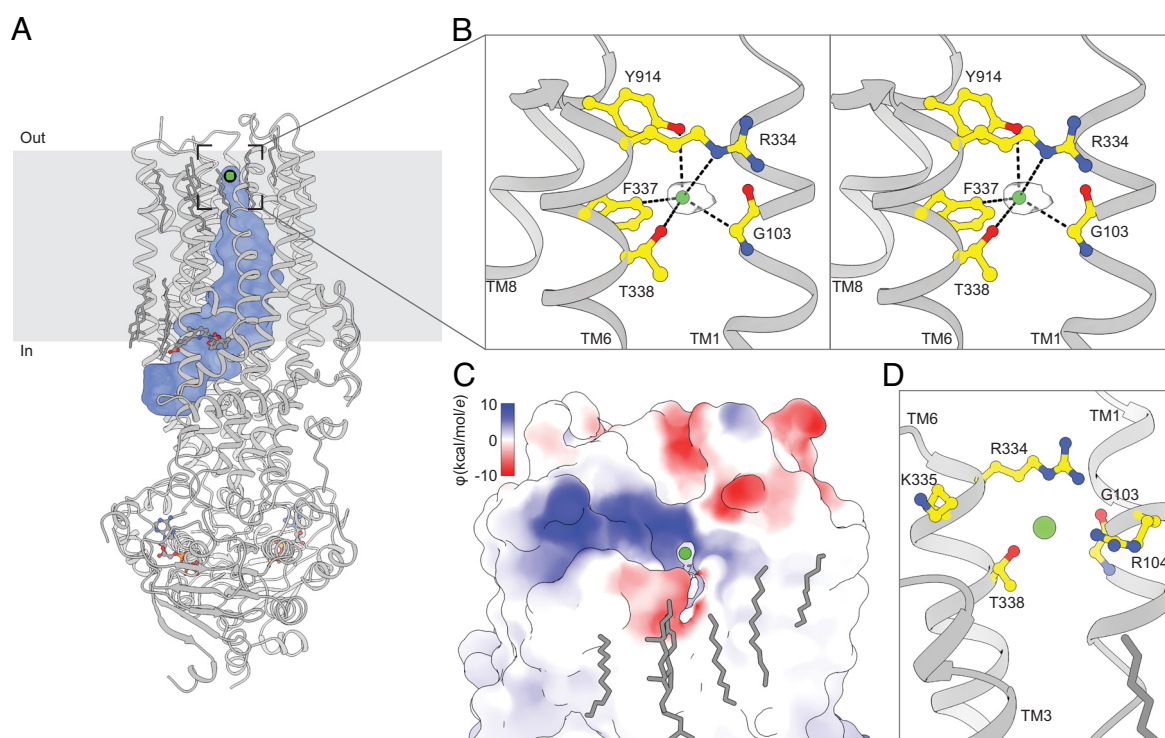 A
Out
In
B
Y914
R334
F337
G103
T338
TM8
TM6
TM1
Y914
R334
F337
G103
T338
TM8
TM6
TM1
C
φ(kcal/mol/e)
10
0
-10
D
TM6
TM1
R334
K335
G103
R104
T338
TM3